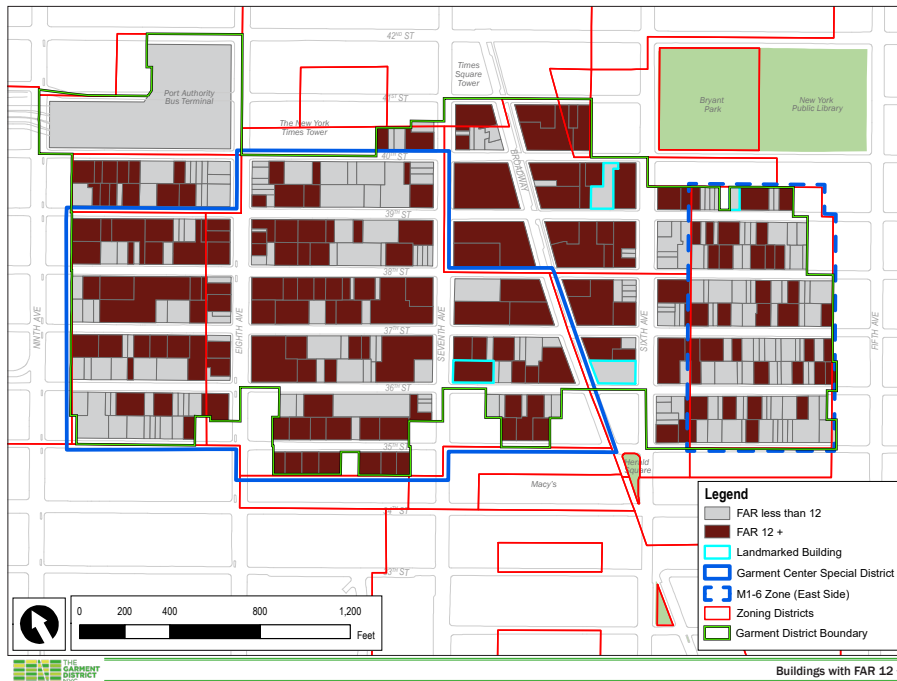 42ND ST
Times
Square
Tower
Port Authority
Bus Terminal
41ST ST
Bryant
Park
New York
Public Library
The New York
Times Tower
40TH ST
BROADWAY
39TH ST
38TH ST
NINTH AVE
EIGHTH AVE
SEVENTH AVE
SIXTH AVE
FIFTH AVE
37TH ST
36TH ST
35TH ST
Herald
Square
Macy's
34TH ST
33TH ST
Legend
FAR less than 12
FAR 12 +
Landmarked Building
Garment Center Special District
M1-6 Zone (East Side)
Zoning Districts
Garment District Boundary
0 200 400 800 1,200
Feet
THE
GARMENT
DISTRICT
Buildings with FAR 12